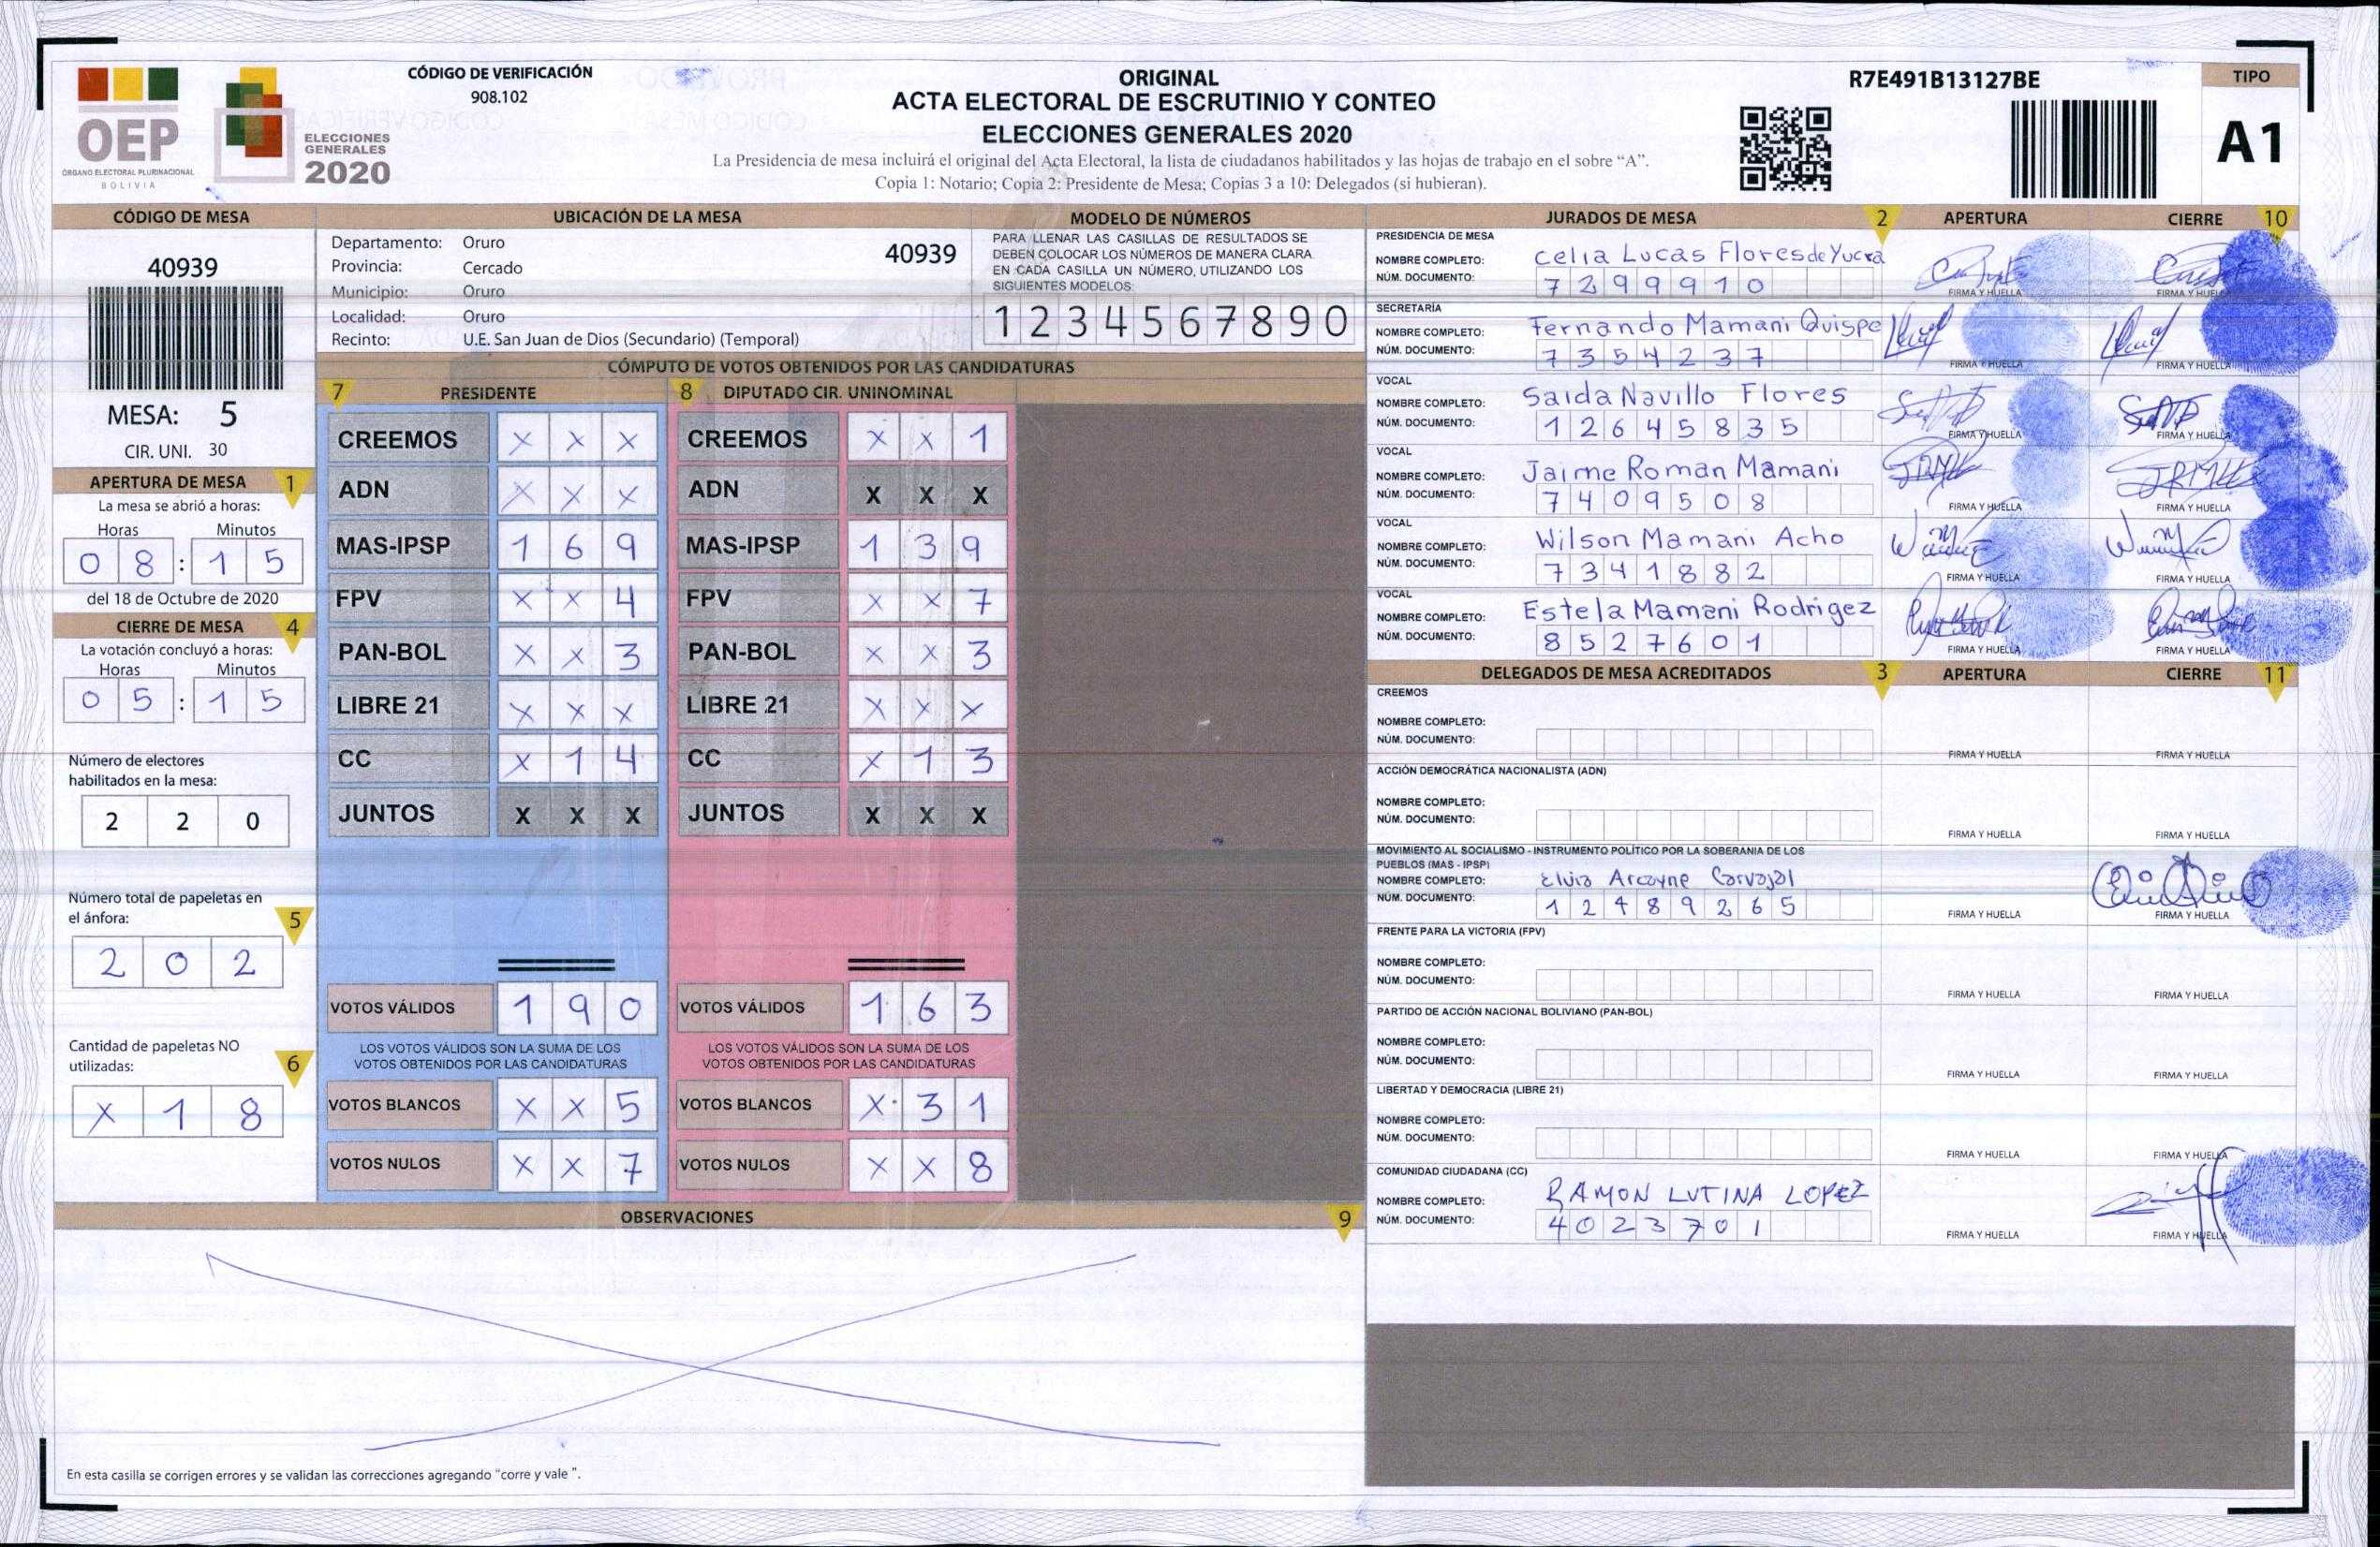 OEP
ÓRGANO ELECTORAL PLURINACIONAL
BOLIVIA
ELECCIONES
GENERALES
2020
CÓDIGO DE VERIFICACIÓN
908.102
ORIGINAL
ACTA ELECTORAL DE ESCRUTINIO Y CONTEO
ELECCIONES GENERALES 2020
La Presidencia de mesa incluirá el original del Acta Electoral, la lista de ciudadanos habilitados y las hojas de trabajo en el sobre “A”.
Copia 1: Notario; Copia 2: Presidente de Mesa; Copias 3 a 10: Delegados (si hubieran).
R7E491B13127BE
TIPO
A1
CÓDIGO DE MESA
40939
MESA: 5
CIR. UNI. 30
APERTURA DE MESA 1
La mesa se abrió a horas:
Horas Minutos
0 8 : 1 5
del 18 de Octubre de 2020
CIERRE DE MESA 4
La votación concluyó a horas:
Horas Minutos
0 5 : 1 5
Número de electores
habilitados en la mesa:
2 2 0
Número total de papeletas en
el ánfora: 5
2 0 2
Cantidad de papeletas NO
utilizadas: 6
X 1 8
UBICACIÓN DE LA MESA
Departamento: Oruro 40939
Provincia: Cercado
Municipio: Oruro
Localidad: Oruro
Recinto: U.E. San Juan de Dios (Secundario) (Temporal)
MODELO DE NÚMEROS
PARA LLENAR LAS CASILLAS DE RESULTADOS SE
DEBEN COLOCAR LOS NÚMEROS DE MANERA CLARA.
EN CADA CASILLA UN NÚMERO, UTILIZANDO LOS
SIGUIENTES MODELOS:
1 2 3 4 5 6 7 8 9 0
CÓMPUTO DE VOTOS OBTENIDOS POR LAS CANDIDATURAS
7 PRESIDENTE
CREEMOS X X X
ADN X X X
MAS-IPSP 1 6 9
FPV X X 4
PAN-BOL X X 3
LIBRE 21 X X X
CC X 1 4
JUNTOS X X X
VOTOS VÁLIDOS 1 9 0
LOS VOTOS VÁLIDOS SON LA SUMA DE LOS
VOTOS OBTENIDOS POR LAS CANDIDATURAS
VOTOS BLANCOS X X 5
VOTOS NULOS X X 7
8 DIPUTADO CIR. UNINOMINAL
CREEMOS X X 1
ADN X X X
MAS-IPSP 1 3 9
FPV X X 7
PAN-BOL X X 3
LIBRE 21 X X X
CC X 1 3
JUNTOS X X X
VOTOS VÁLIDOS 1 6 3
LOS VOTOS VÁLIDOS SON LA SUMA DE LOS
VOTOS OBTENIDOS POR LAS CANDIDATURAS
VOTOS BLANCOS X 3 1
VOTOS NULOS X X 8
OBSERVACIONES 9
En esta casilla se corrigen errores y se validan las correcciones agregando “corre y vale ”.
JURADOS DE MESA 2 APERTURA CIERRE 10
PRESIDENCIA DE MESA
NOMBRE COMPLETO: Celia Lucas Flores de Yucra
NÚM. DOCUMENTO: 7299910
FIRMA Y HUELLA FIRMA Y HUELLA
SECRETARÍA
NOMBRE COMPLETO: Fernando Mamani Quispe
NÚM. DOCUMENTO: 7354237
FIRMA Y HUELLA FIRMA Y HUELLA
VOCAL
NOMBRE COMPLETO: Saida Navillo Flores
NÚM. DOCUMENTO: 12645835
FIRMA Y HUELLA FIRMA Y HUELLA
VOCAL
NOMBRE COMPLETO: Jaime Roman Mamani
NÚM. DOCUMENTO: 7409508
FIRMA Y HUELLA FIRMA Y HUELLA
VOCAL
NOMBRE COMPLETO: Wilson Mamani Acho
NÚM. DOCUMENTO: 7341882
FIRMA Y HUELLA FIRMA Y HUELLA
VOCAL
NOMBRE COMPLETO: Estela Mamani Rodrigez
NÚM. DOCUMENTO: 8527601
FIRMA Y HUELLA FIRMA Y HUELLA
DELEGADOS DE MESA ACREDITADOS 3 APERTURA CIERRE 11
CREEMOS
NOMBRE COMPLETO:
NÚM. DOCUMENTO:
FIRMA Y HUELLA FIRMA Y HUELLA
ACCIÓN DEMOCRÁTICA NACIONALISTA (ADN)
NOMBRE COMPLETO:
NÚM. DOCUMENTO:
FIRMA Y HUELLA FIRMA Y HUELLA
MOVIMIENTO AL SOCIALISMO - INSTRUMENTO POLÍTICO POR LA SOBERANIA DE LOS
PUEBLOS (MAS - IPSP)
NOMBRE COMPLETO: Elvia Arcayne Carvajal
NÚM. DOCUMENTO: 12489265
FIRMA Y HUELLA FIRMA Y HUELLA
FRENTE PARA LA VICTORIA (FPV)
NOMBRE COMPLETO:
NÚM. DOCUMENTO:
FIRMA Y HUELLA FIRMA Y HUELLA
PARTIDO DE ACCIÓN NACIONAL BOLIVIANO (PAN-BOL)
NOMBRE COMPLETO:
NÚM. DOCUMENTO:
FIRMA Y HUELLA FIRMA Y HUELLA
LIBERTAD Y DEMOCRACIA (LIBRE 21)
NOMBRE COMPLETO:
NÚM. DOCUMENTO:
FIRMA Y HUELLA FIRMA Y HUELLA
COMUNIDAD CIUDADANA (CC)
NOMBRE COMPLETO: RAMON LUTINA LOPEZ
NÚM. DOCUMENTO: 4023701
FIRMA Y HUELLA FIRMA Y HUELLA